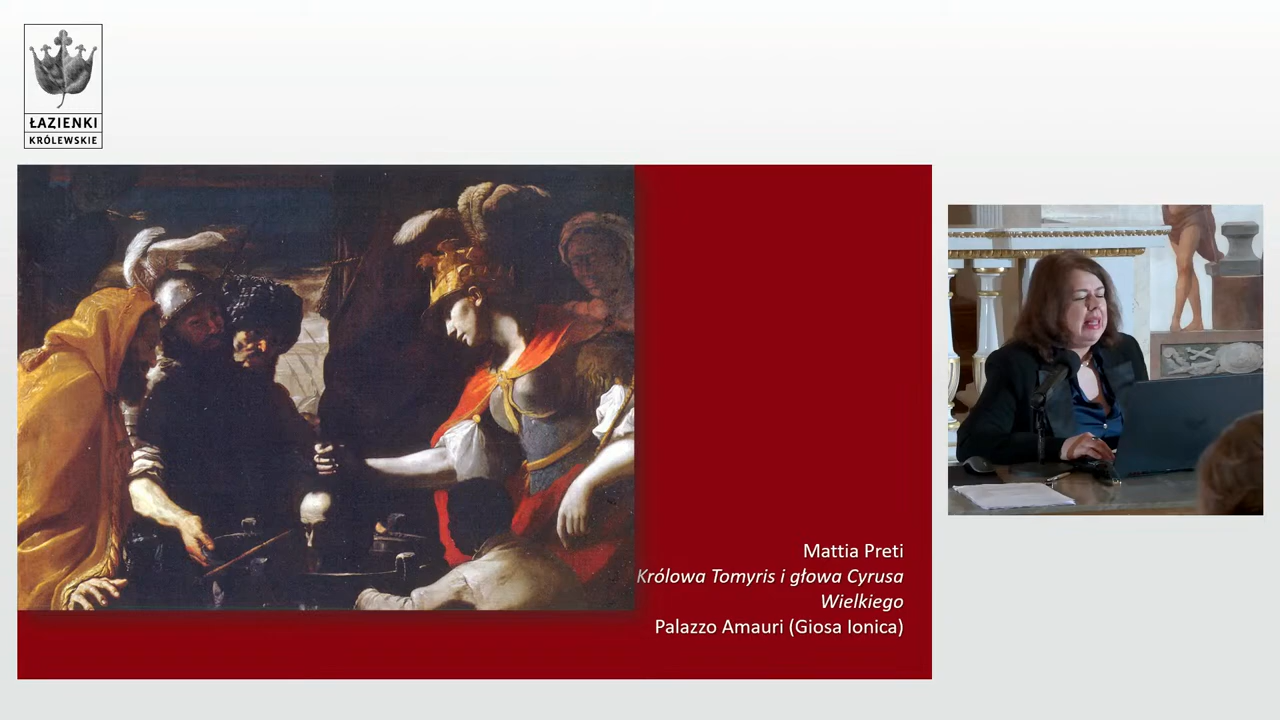 ŁAZIENKI
KRÓLEWSKIE
Mattia Preti
Królowa Tomyris i głowa Cyrusa
Wielkiego
Palazzo Amauri (Giosa Ionica)